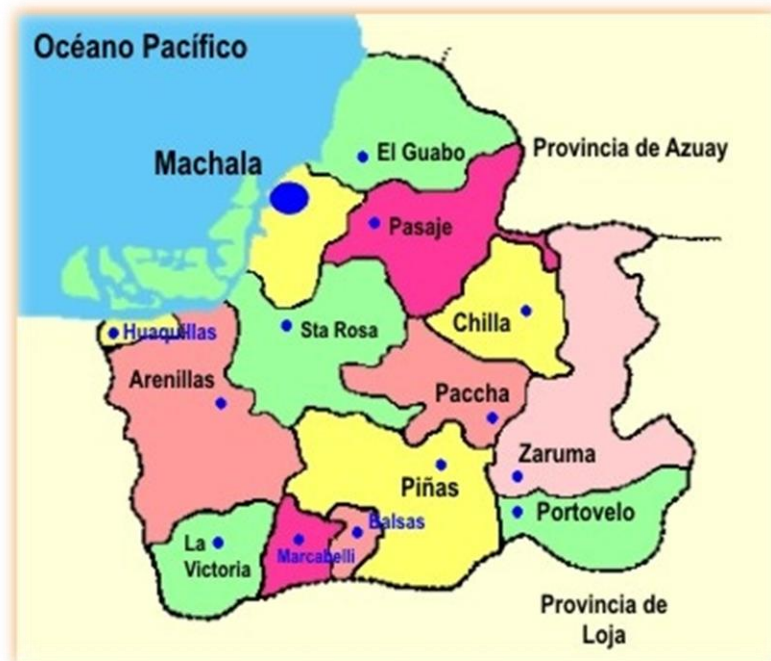 Océano Pacífico
Machala
El Guabo
Provincia de Azuay
Pasaje
Chilla
Huaquillas
Sta Rosa
Arenillas
Paccha
Zaruma
Piñas
Portovelo
Balsas
La
Victoria
Marcabelli
Provincia de
Loja